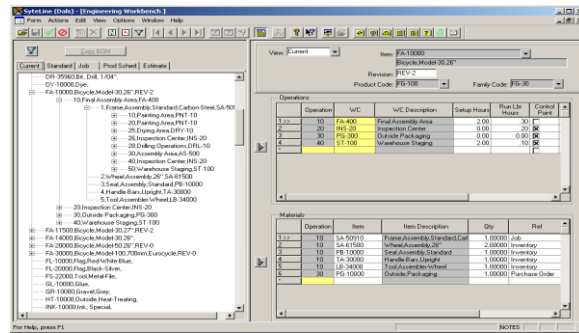 SyteLine (Dals) - [Engineering Workbench ]
Form Actions Edit View Options Window Help
Copy BOM
Current Standard Job Prod Sched Estimate
DR-35960,Bit, Drill, 1/04",
DY-10000,Dye,
FA-10000,Bicycle,Model-30,26",REV-2
10,Final Assembly Area,FA-400
1,Frame,Assembly,Standard,Carbon Steel,SA-509
10,Painting Area,PNT-10
20,Painting Area,PNT-10
25,Drying Area,DRY-10
26,Inspection Center,INS-20
28,Drilling Operations,DRL-10
30,Assembly Area,AS-500
40,Inspection Center,INS-20
50,Warehouse Staging,ST-100
2,Wheel,Assembly,26",SA-61500
3,Seat,Assembly,Standard,PB-10000
4,Handle-Bars,Upright,TA-30000
5,Tool,Assembler-Wheel,LB-34000
20,Inspection Center,INS-20
30,Outside Packaging,PG-300
40,Warehouse Staging,ST-100
FA-11500,Bicycle,Model-30,27",REV-2
FA-14000,Bicycle,Model-30,26",
FA-20000,Bicycle,Model-50,26",REV-0
FA-30000,Bicycle,Model-100,700mm,Eurocycle,REV-0
FL-10000,Flag,Red-White-Blue,
FL-20000,Flag,Black-Silver,
FS-22000,Tool,Metal-File,
GL-10000,Glue,
GR-10000,Gravel,Grey,
HT-10000,Outside,Heat-Treating,
INK-10000,Ink, Special,
View: Current Item: FA-10000
Bicycle,Model-30,26"
Revision: REV-2
Product Code: FG-100 Family Code: FG-30
Operations
Operation WC WC Description Setup Hours Run Lbr Hours Control Point
1>> 10 FA-400 Final Assembly Area 2.00 .30
2 20 INS-20 Inspection Center 0.00 .20
3 30 PG-300 Outside Packaging 0.00 0.00
4 40 ST-100 Warehouse Staging 2.00 .10
Materials
Operation Item Item Description Qty Ref
1>> 10 SA-50910 Frame,Assembly,Standard,Carl 1.00000 Job
2 10 SA-61500 Wheel,Assembly,26" 2.00000 Inventory
3 10 PB-10000 Seat,Assembly,Standard 1.00000 Inventory
4 10 TA-30000 Handle-Bars,Upright 1.00000 Inventory
5 10 LB-34000 Tool,Assembler-Wheel 1.00000 Inventory
6 30 PG-10000 Outside,Packaging 1.00000 Purchase Order
For Help, press F1
NOTES